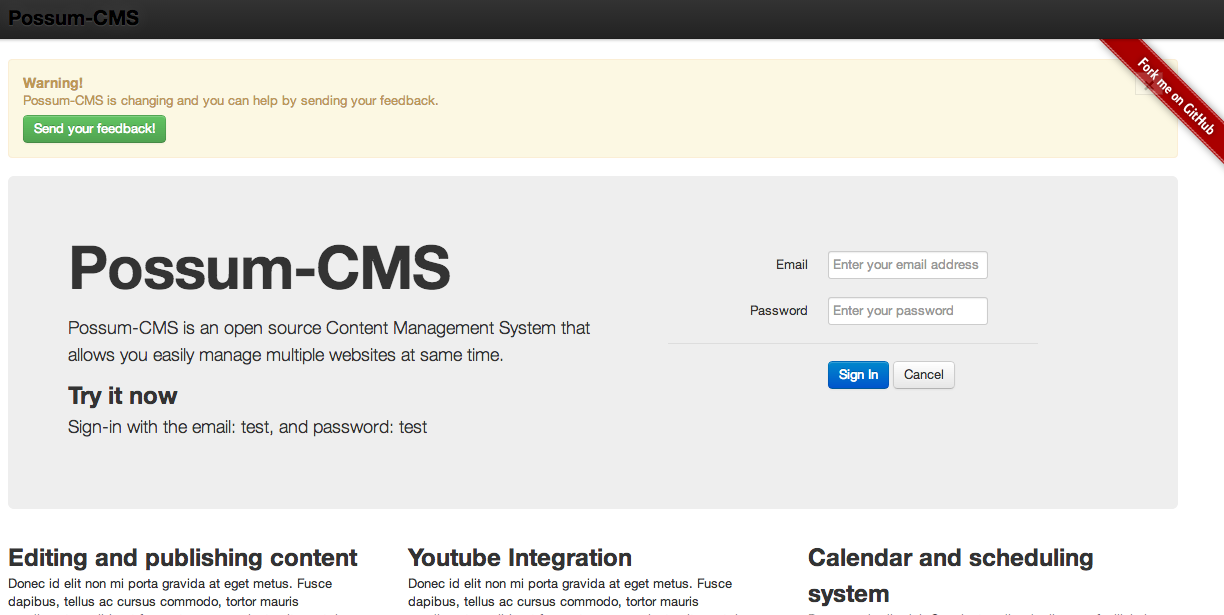 Possum-CMS
Warning!
Possum-CMS is changing and you can help by sending your feedback.
Send your feedback!
Fork me on GitHub
Possum-CMS
Possum-CMS is an open source Content Management System that
allows you easily manage multiple websites at same time.
Try it now
Sign-in with the email: test, and password: test
Email
Enter your email address
Password
Enter your password
Sign In
Cancel
Editing and publishing content
Donec id elit non mi porta gravida at eget metus. Fusce
dapibus, tellus ac cursus commodo, tortor mauris
Youtube Integration
Donec id elit non mi porta gravida at eget metus. Fusce
dapibus, tellus ac cursus commodo, tortor mauris
Calendar and scheduling
system